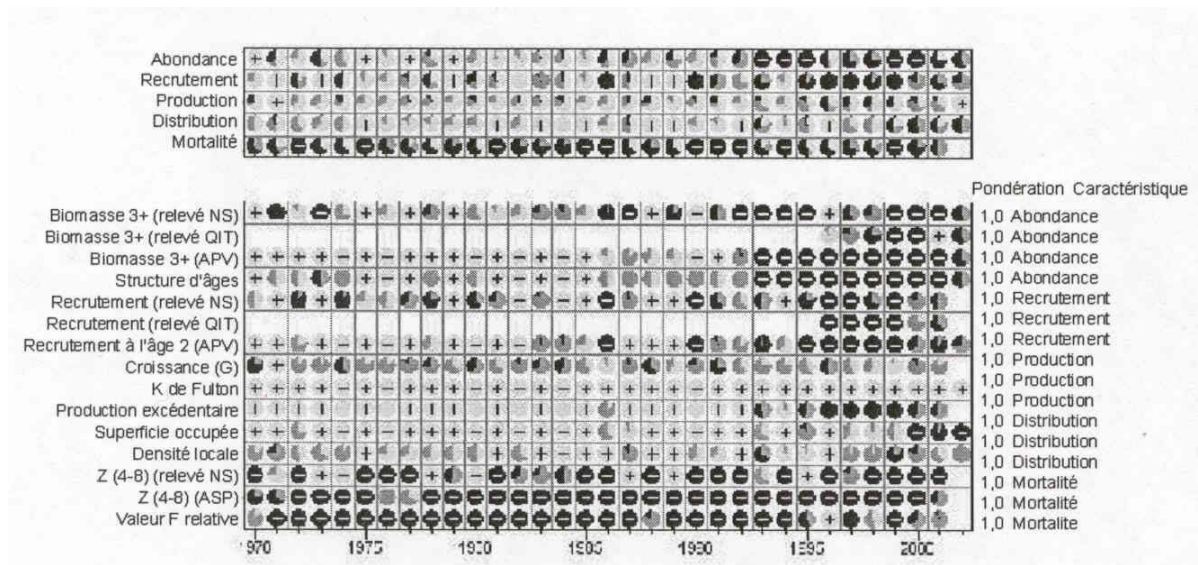 Abondance
Recrutement
Production
Distribution
Mortalité
Pondération Caractéristique
Biomasse 3+ (relevé NS) 1,0 Abondance
Biomasse 3+ (relevé QIT) 1,0 Abondance
Biomasse 3+ (APV) 1,0 Abondance
Structure d'âges 1,0 Abondance
Recrutement (relevé NS) 1,0 Recrutement
Recrutement (relevé QIT) 1,0 Recrutement
Recrutement à l'âge 2 (APV) 1,0 Recrutement
Croissance (G) 1,0 Production
K de Fulton 1,0 Production
Production excédentaire 1,0 Production
Superficie occupée 1,0 Distribution
Densité locale 1,0 Distribution
Z (4-8) (relevé NS) 1,0 Distribution
Z (4-8) (ASP) 1,0 Mortalité
Valeur F relative 1,0 Mortalité
1,0 Mortalite
1970 1975 1980 1985 1990 1995 2000